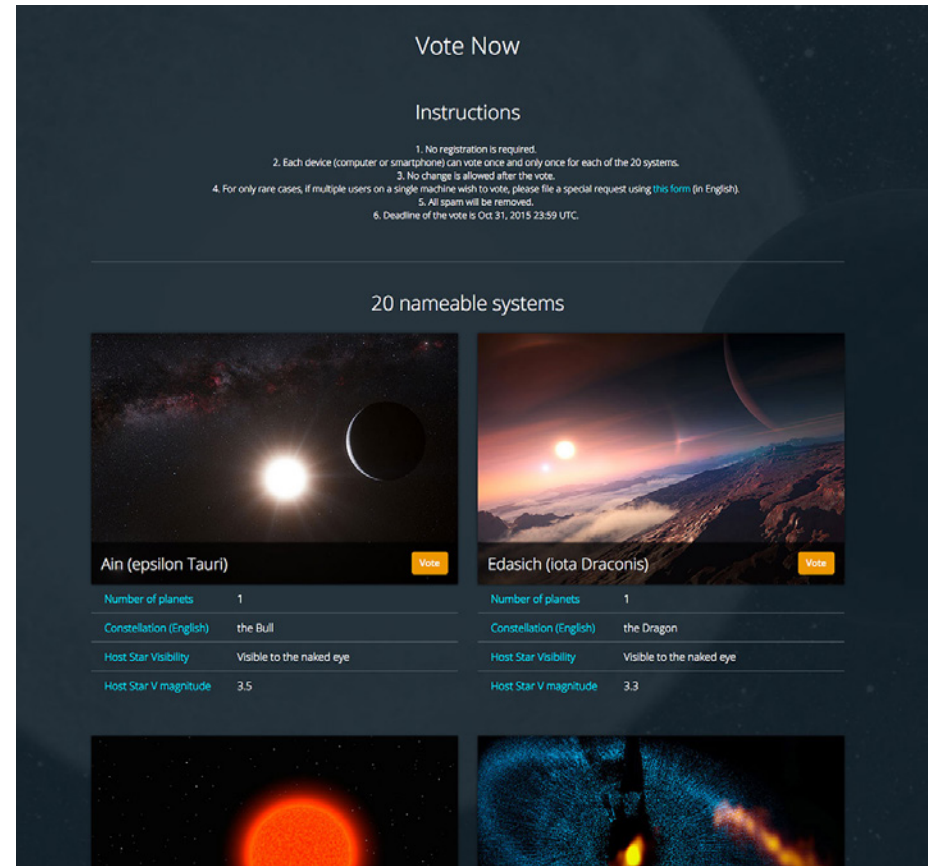 Vote Now
Instructions
1. No registration is required.
2. Each device (computer or smartphone) can vote once and only once for each of the 20 systems.
3. No change is allowed after the vote.
4. For only rare cases, if multiple users on a single machine wish to vote, please file a special request using this form (in English).
5. All spam will be removed.
6. Deadline of the vote is Oct 31, 2015 23:59 UTC.
20 nameable systems
Ain (epsilon Tauri)
Vote
Number of planets 1
Constellation (English) the Bull
Host Star Visibility Visible to the naked eye
Host Star V magnitude 3.5
Edasich (iota Draconis)
Vote
Number of planets 1
Constellation (English) the Dragon
Host Star Visibility Visible to the naked eye
Host Star V magnitude 3.3